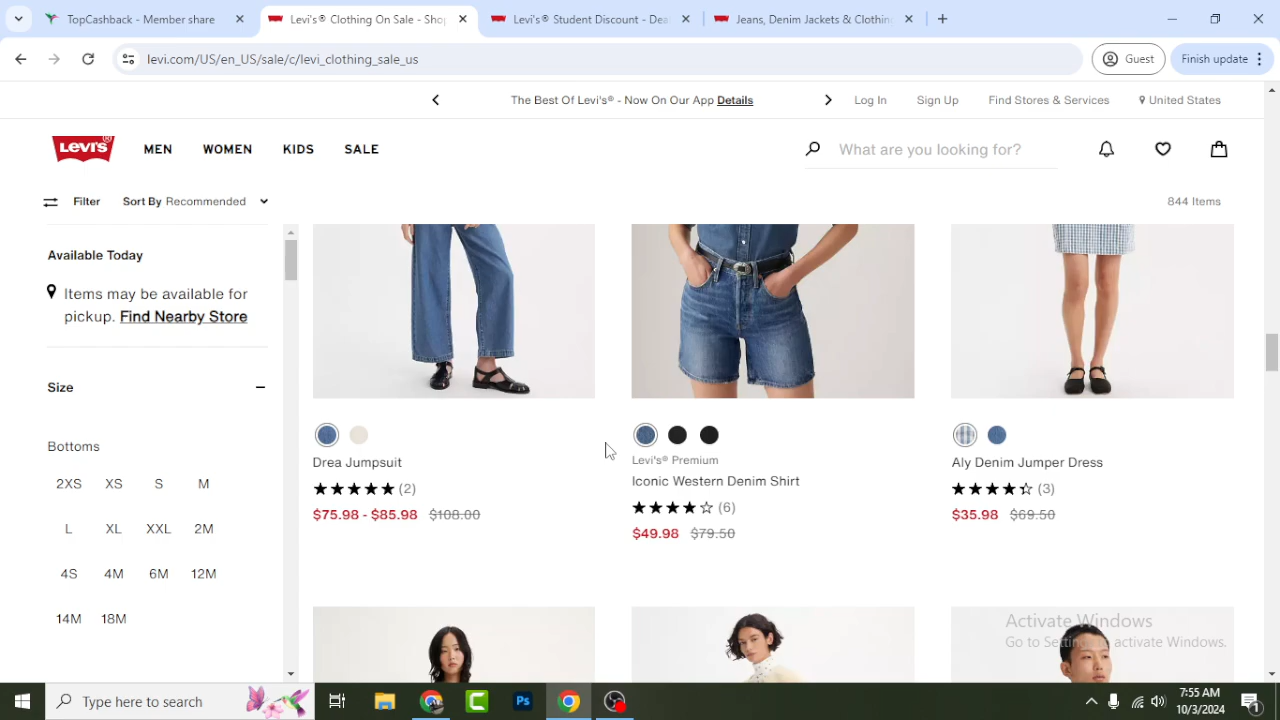 TopCashback - Member share
Levi's® Clothing On Sale - Shop
Levi's® Student Discount - Dea
Jeans, Denim Jackets & Clothin
levi.com/US/en_US/sale/c/levi_clothing_sale_us
Guest
Finish update
The Best Of Levi's® - Now On Our App Details
Log In
Sign Up
Find Stores & Services
United States
LEVI'S®
MEN
WOMEN
KIDS
SALE
What are you looking for?
Filter
Sort By Recommended
844 Items
Available Today
Items may be available for
pickup. Find Nearby Store
Size
Bottoms
2XS XS S M
L XL XXL 2M
4S 4M 6M 12M
14M 18M
Drea Jumpsuit
(2)
$75.98 - $85.98 $108.00
Levi's® Premium
Iconic Western Denim Shirt
(6)
$49.98 $79.50
Aly Denim Jumper Dress
(3)
$35.98 $69.50
Activate Windows
Go to Settings to activate Windows.
Type here to search
Ps
7:55 AM
10/3/2024
1